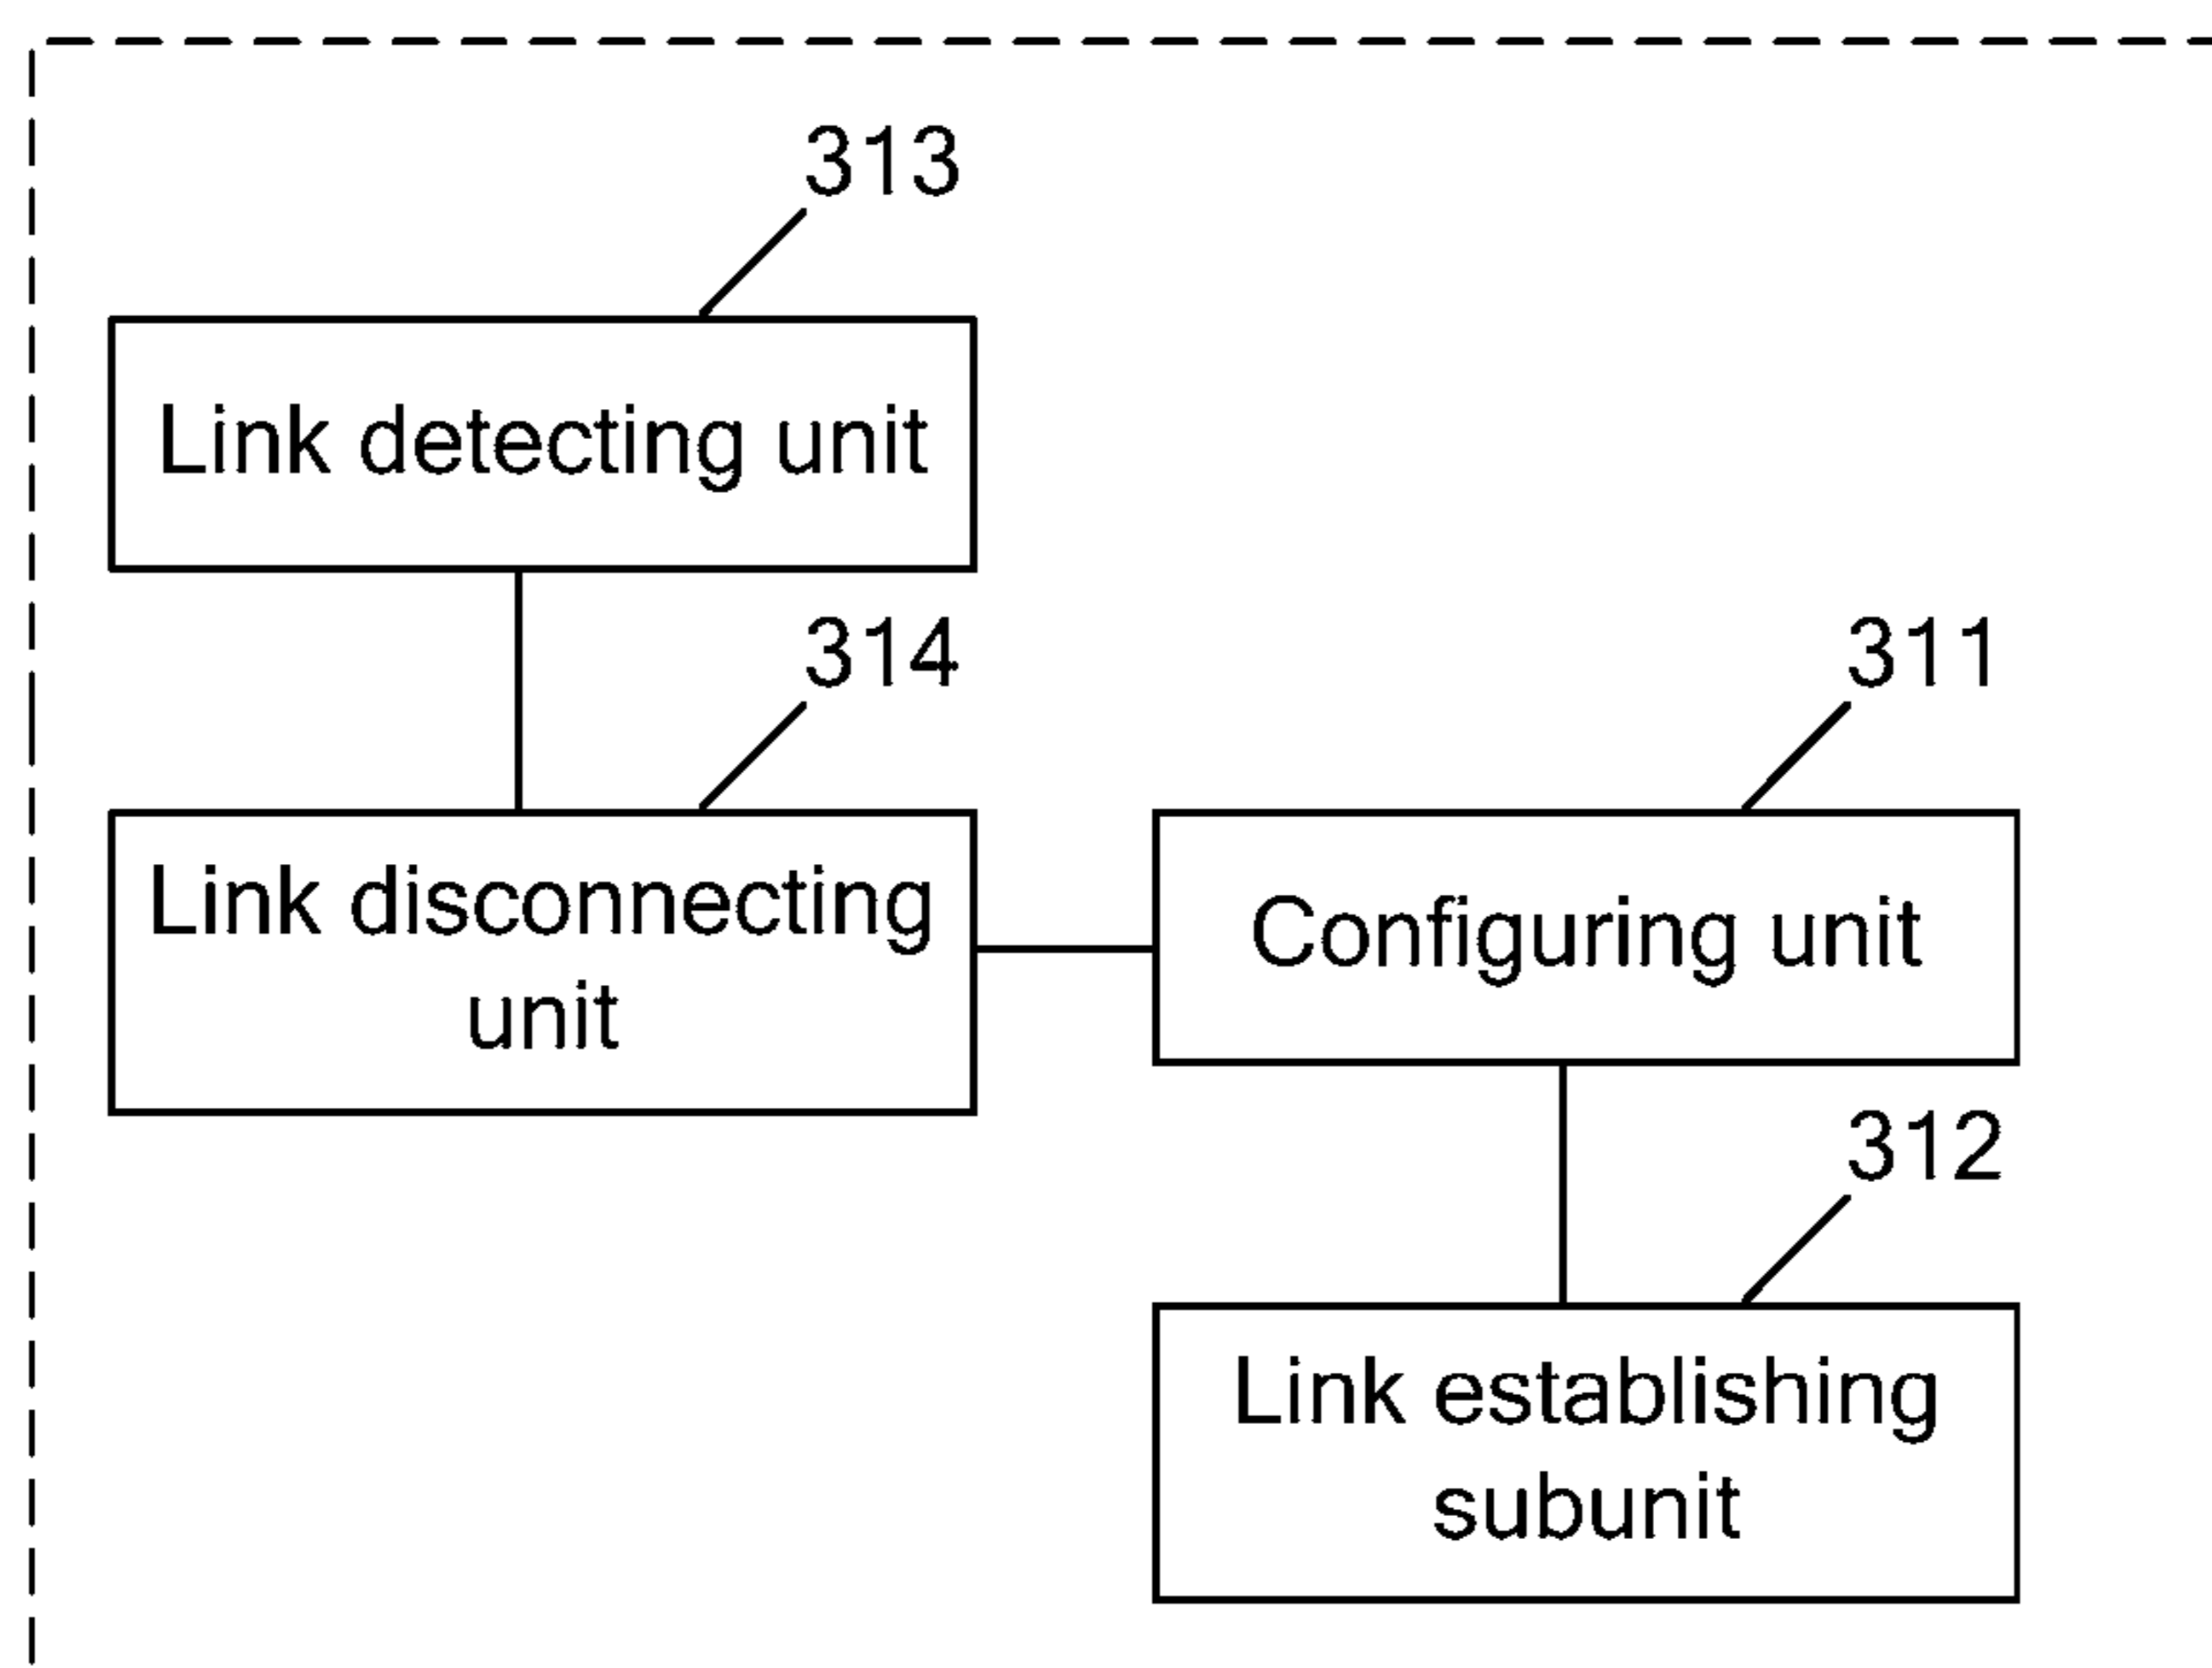 313
Link detecting unit
314
Link disconnecting
unit
311
Configuring unit
312
Link establishing
subunit